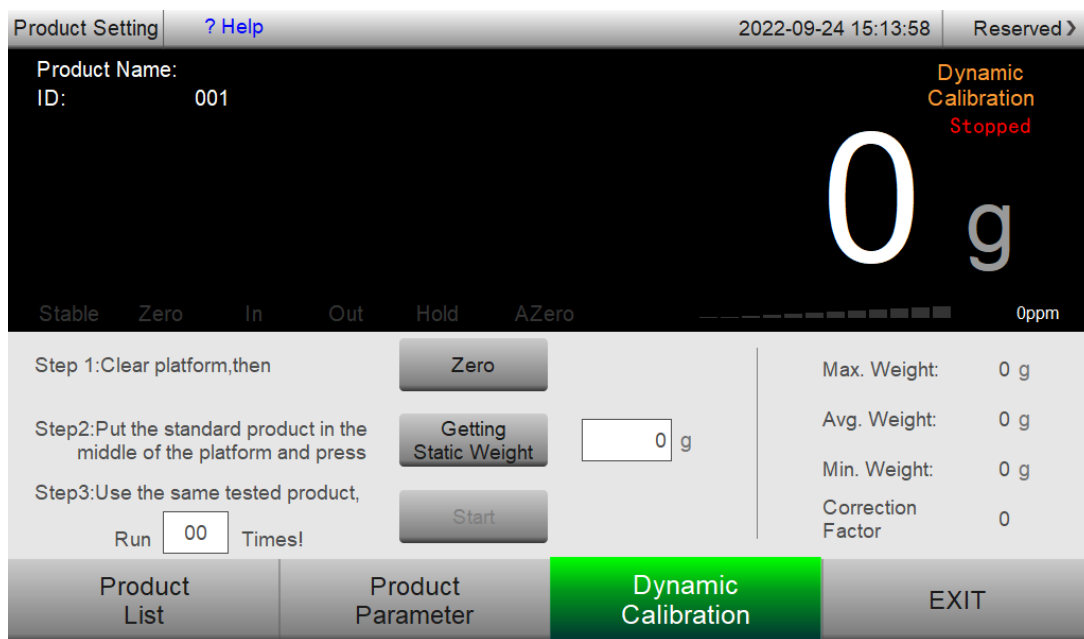 Product Setting ? Help 2022-09-24 15:13:58 Reserved ❯
Product Name:
ID: 001
Dynamic
Calibration
Stopped
0 g
Stable Zero In Out Hold AZero 0ppm
Step 1:Clear platform,then Zero
Step2:Put the standard product in the
middle of the platform and press
Getting
Static Weight
0 g
Step3:Use the same tested product,
Run 00 Times!
Start
Max. Weight: 0 g
Avg. Weight: 0 g
Min. Weight: 0 g
Correction
Factor
0
Product
List
Product
Parameter
Dynamic
Calibration
EXIT